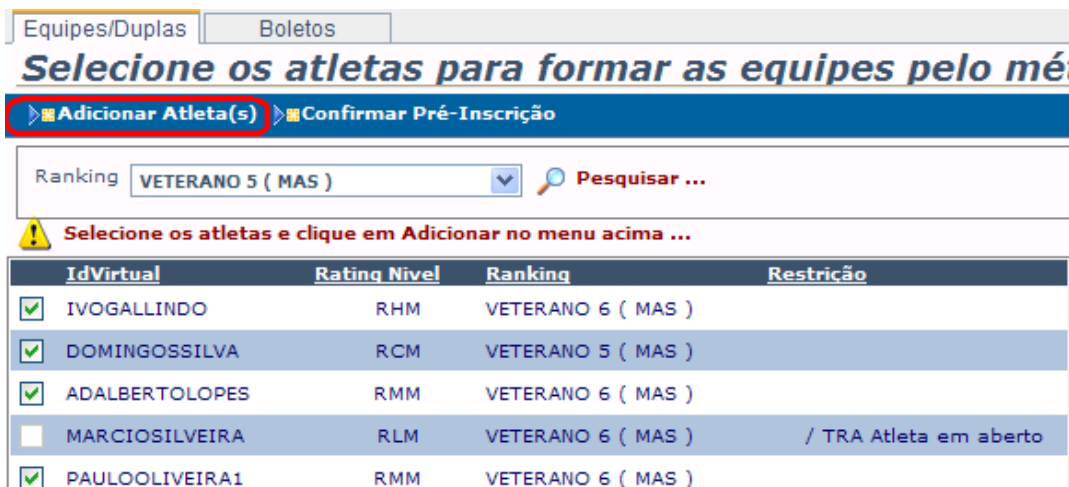 Equipes/Duplas Boletos
Selecione os atletas para formar as equipes pelo mé
Adicionar Atleta(s) Confirmar Pré-Inscrição
Ranking VETERANO 5 ( MAS ) Pesquisar ...
Selecione os atletas e clique em Adicionar no menu acima ...
IdVirtual Rating Nivel Ranking Restrição
IVOGALLINDO RHM VETERANO 6 ( MAS )
DOMINGOSSILVA RCM VETERANO 5 ( MAS )
ADALBERTOLOPES RMM VETERANO 6 ( MAS )
MARCIOSILVEIRA RLM VETERANO 6 ( MAS ) / TRA Atleta em aberto
PAULOOLIVEIRA1 RMM VETERANO 6 ( MAS )